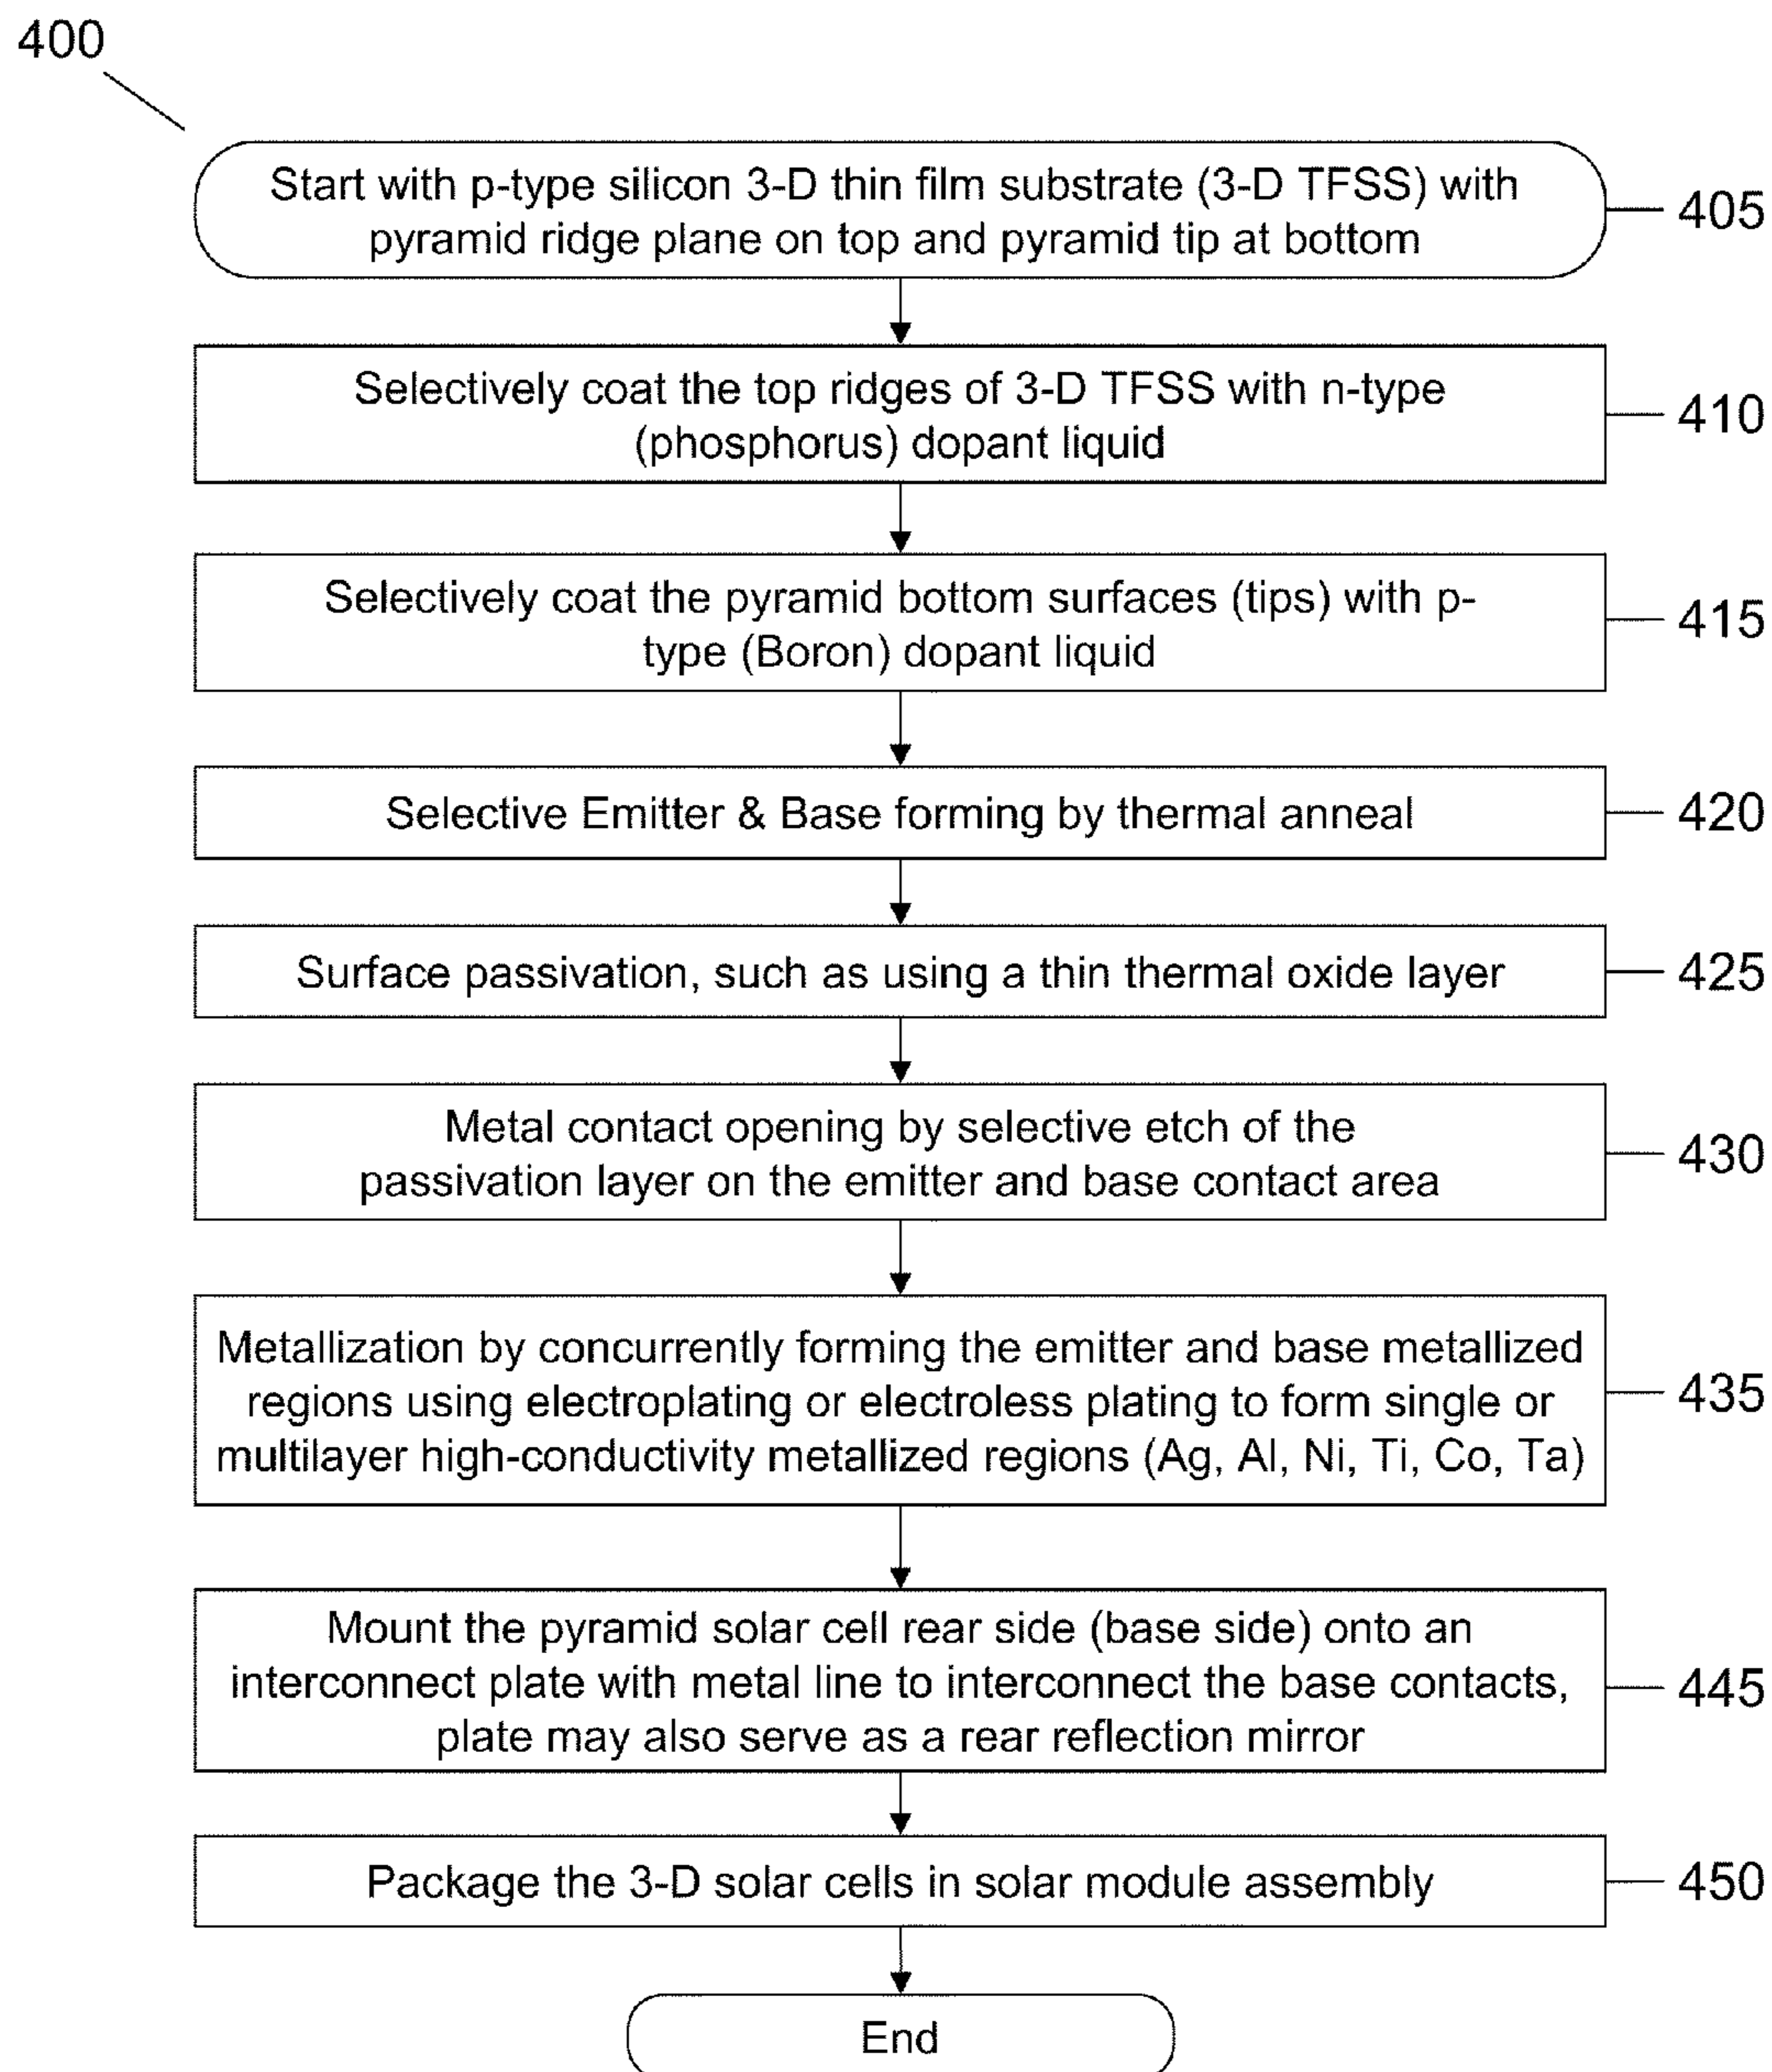 400
Start with p-type silicon 3-D thin film substrate (3-D TFSS) with
pyramid ridge plane on top and pyramid tip at bottom
405
Selectively coat the top ridges of 3-D TFSS with n-type
(phosphorus) dopant liquid
410
Selectively coat the pyramid bottom surfaces (tips) with p-
type (Boron) dopant liquid
415
Selective Emitter & Base forming by thermal anneal
420
Surface passivation, such as using a thin thermal oxide layer
425
Metal contact opening by selective etch of the
passivation layer on the emitter and base contact area
430
Metallization by concurrently forming the emitter and base metallized
regions using electroplating or electroless plating to form single or
multilayer high-conductivity metallized regions (Ag, Al, Ni, Ti, Co, Ta)
435
Mount the pyramid solar cell rear side (base side) onto an
interconnect plate with metal line to interconnect the base contacts,
plate may also serve as a rear reflection mirror
445
Package the 3-D solar cells in solar module assembly
450
End